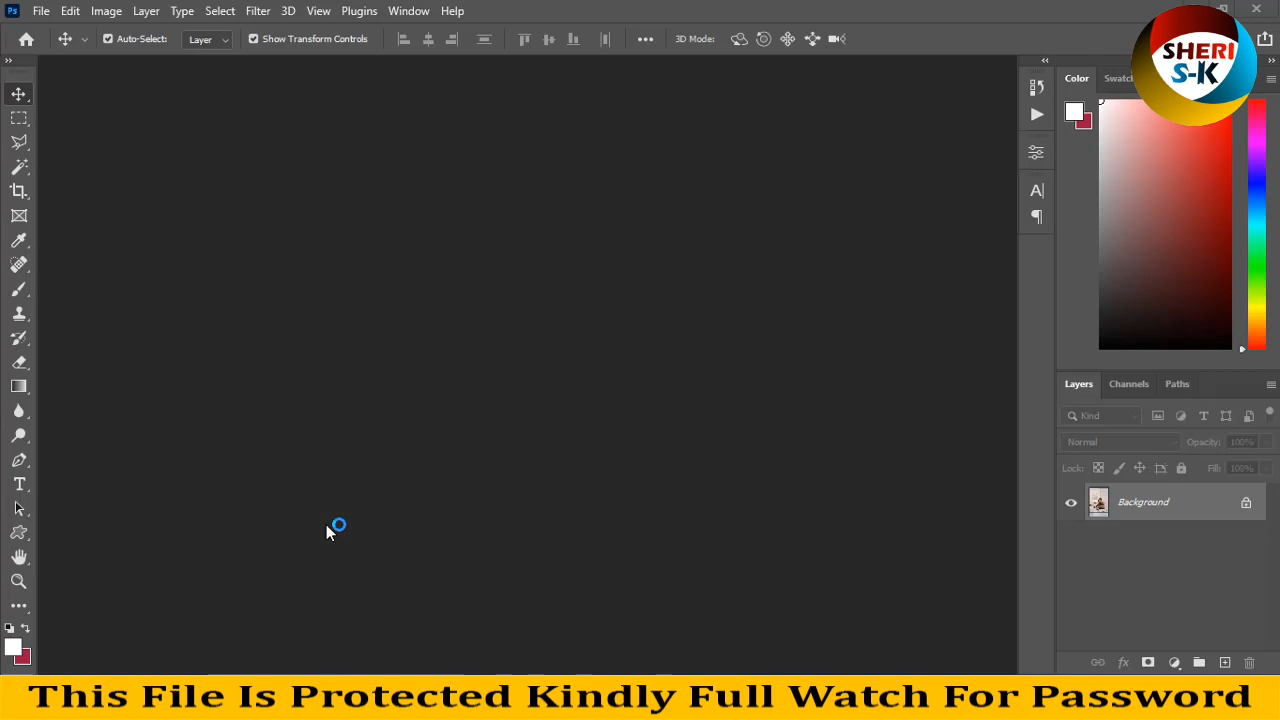 Ps File Edit Image Layer Type Select Filter 3D View Plugins Window Help
Auto-Select: Layer Show Transform Controls 3D Mode:
SHERI
S-K
Color
Kind
Layers Channels Paths
Normal Opacity: 100%
Lock: Fill: 100%
Background
This File Is Protected Kindly Full Watch For Password